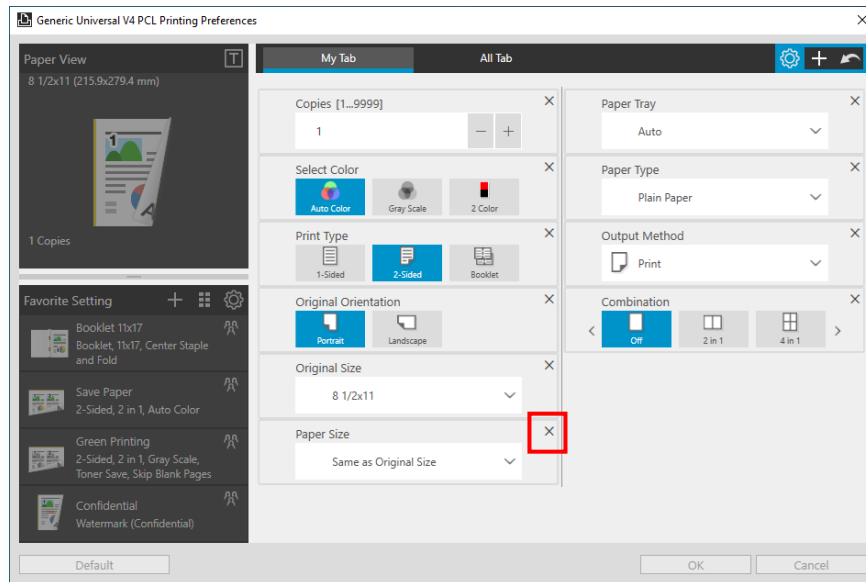 Generic Universal V4 PCL Printing Preferences
Paper View
T
8 1/2x11 (215.9x279.4 mm)
1
A
1 Copies
Favorite Setting
Booklet 11x17
Booklet, 11x17, Center Staple
and Fold
Save Paper
2-Sided, 2 in 1, Auto Color
Green Printing
2-Sided, 2 in 1, Gray Scale,
Toner Save, Skip Blank Pages
Confidential
Watermark (Confidential)
Default
My Tab
All Tab
Copies [1...9999]
1
Select Color
Auto Color
Gray Scale
2 Color
Print Type
1-Sided
2-Sided
Booklet
Original Orientation
Portrait
Landscape
Original Size
8 1/2x11
Paper Size
Same as Original Size
Paper Tray
Auto
Paper Type
Plain Paper
Output Method
Print
Combination
Off
2 in 1
4 in 1
OK
Cancel